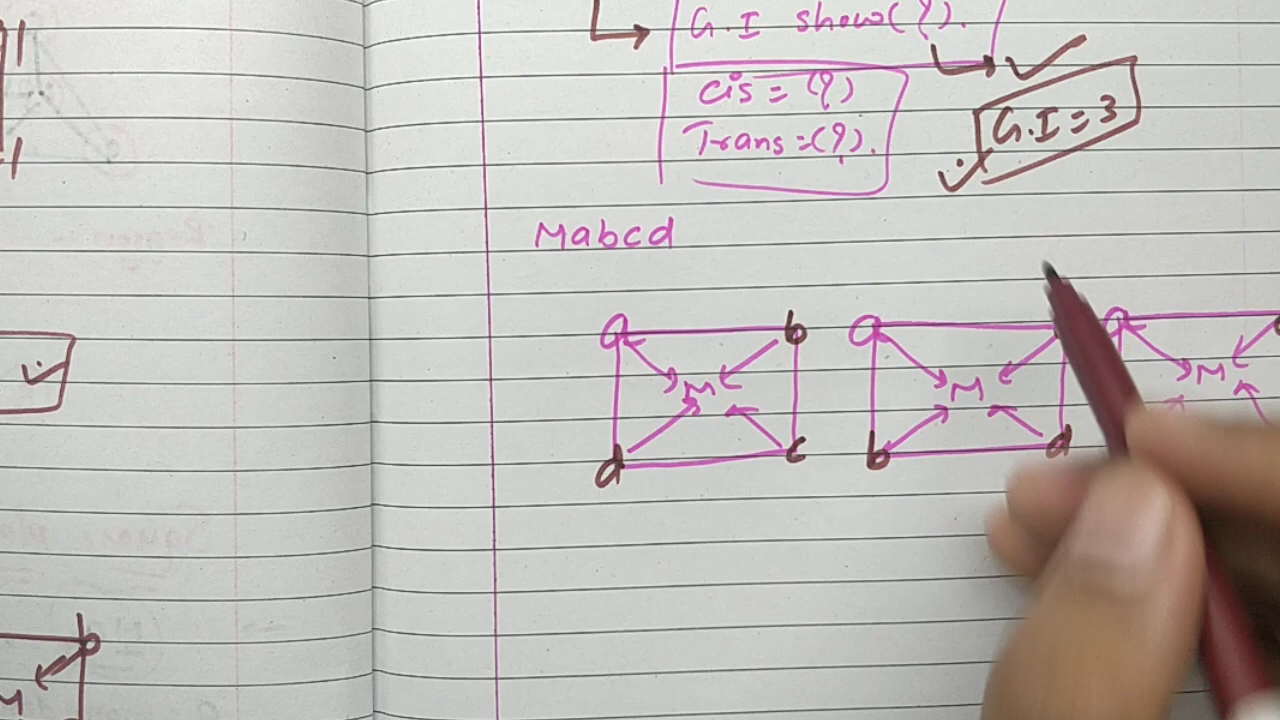 G.I show(?).
cis = (?)
Trans =(?).
G.I = 3
Mabcd
a b a a
M M M
d c b d